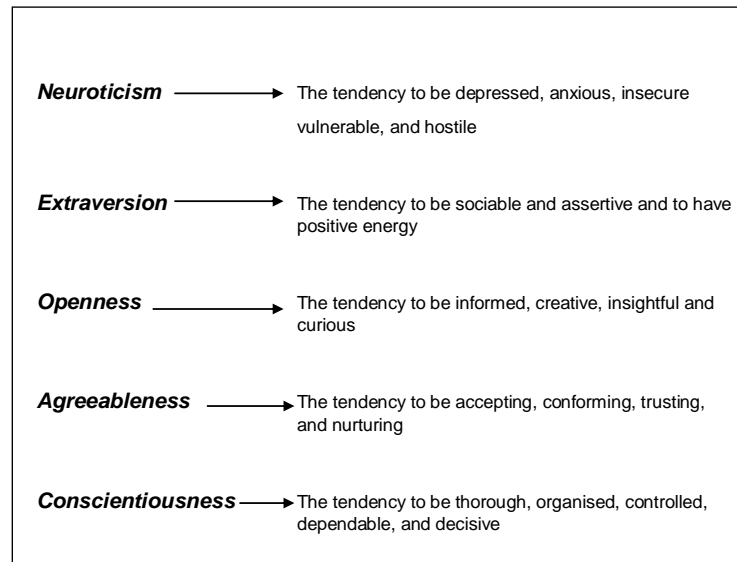 Neuroticism The tendency to be depressed, anxious, insecure
vulnerable, and hostile
Extraversion The tendency to be sociable and assertive and to have
positive energy
Openness The tendency to be informed, creative, insightful and
curious
Agreeableness The tendency to be accepting, conforming, trusting,
and nurturing
Conscientiousness The tendency to be thorough, organised, controlled,
dependable, and decisive